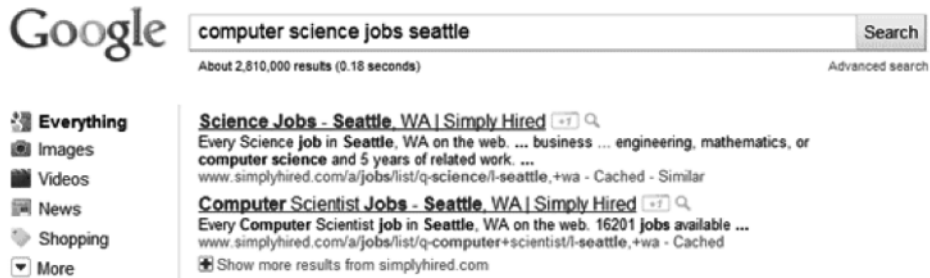 Google
computer science jobs seattle
Search
About 2,810,000 results (0.18 seconds)
Advanced search
Everything
Images
Videos
News
Shopping
More
Science Jobs - Seattle, WA | Simply Hired +1
Every Science job in Seattle, WA on the web. ... business ... engineering, mathematics, or
computer science and 5 years of related work. ...
www.simplyhired.com/a/jobs/list/q-science/l-seattle,+wa - Cached - Similar
Computer Scientist Jobs - Seattle, WA | Simply Hired +1
Every Computer Scientist job in Seattle, WA on the web. 16201 jobs available ...
www.simplyhired.com/a/jobs/list/q-computer+scientist/l-seattle,+wa - Cached
Show more results from simplyhired.com